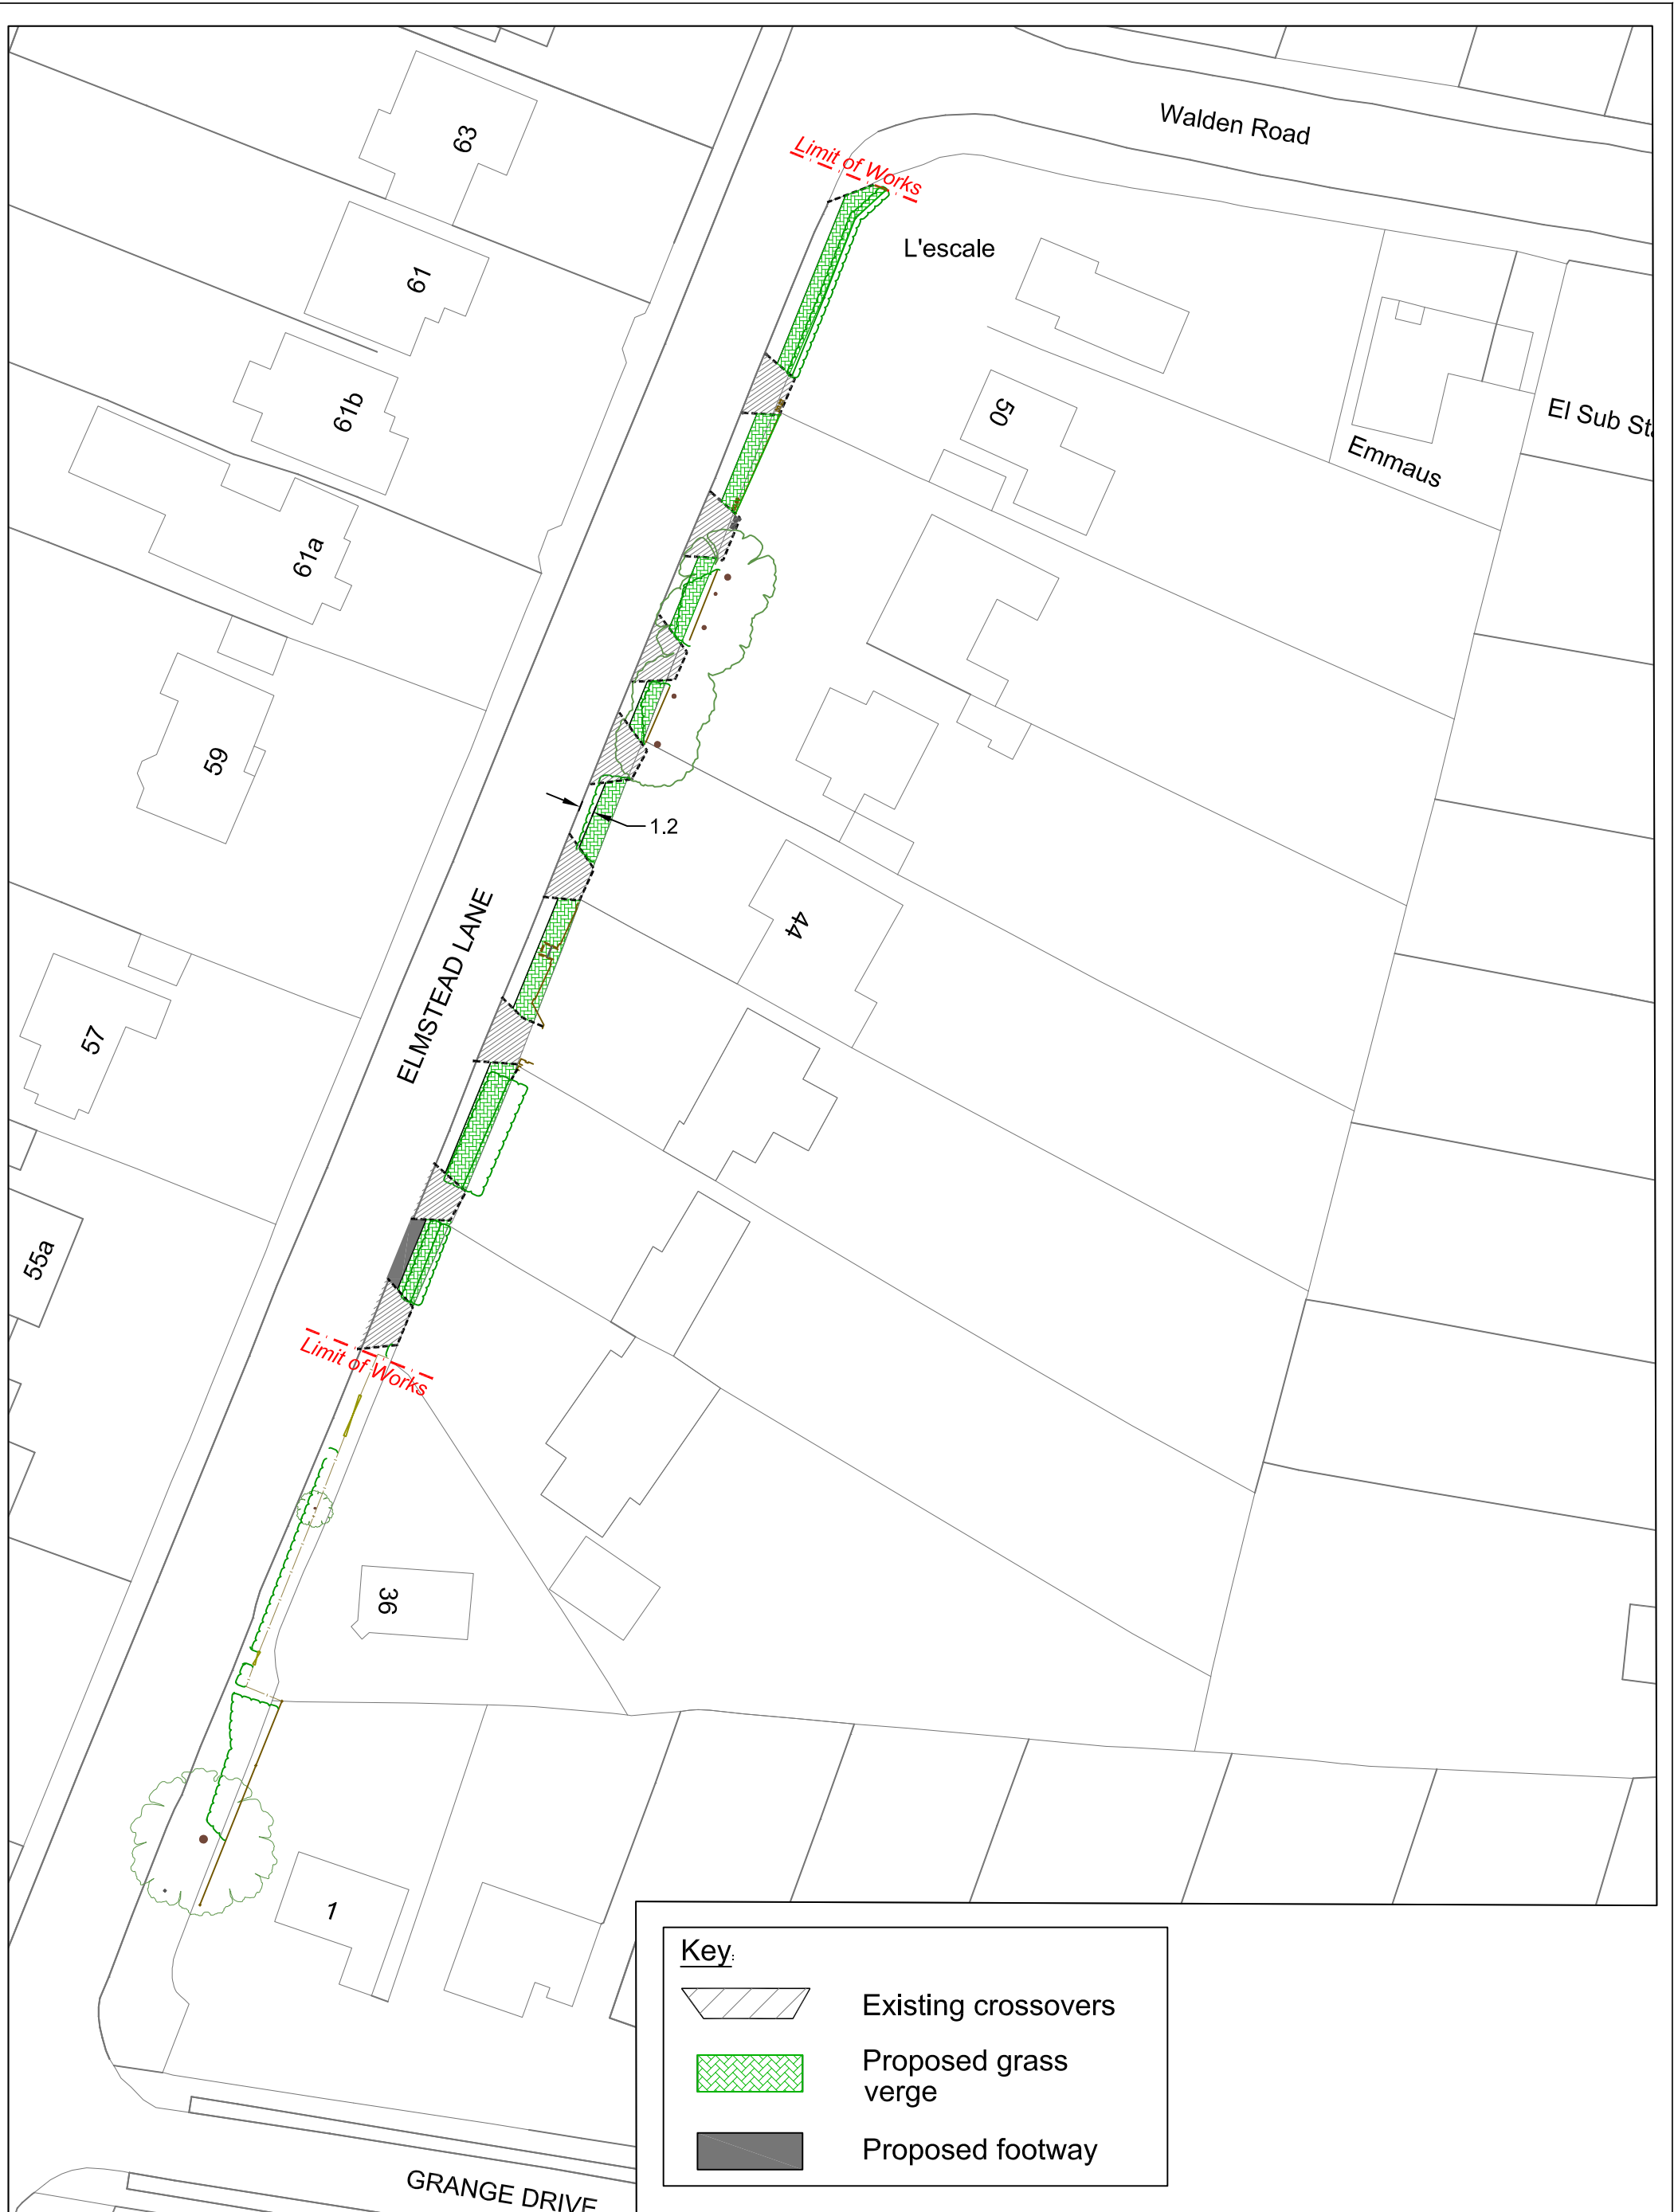 Walden Road
Limit of Works
L'escale
63
61
61b
61a
59
57
55a
50
Emmaus
El Sub
1.2
44
ELMSTEAD LANE
Limit of Works
36
1
GRANGE DRIVE
Key:
Existing crossovers
Proposed grass
verge
Proposed footway